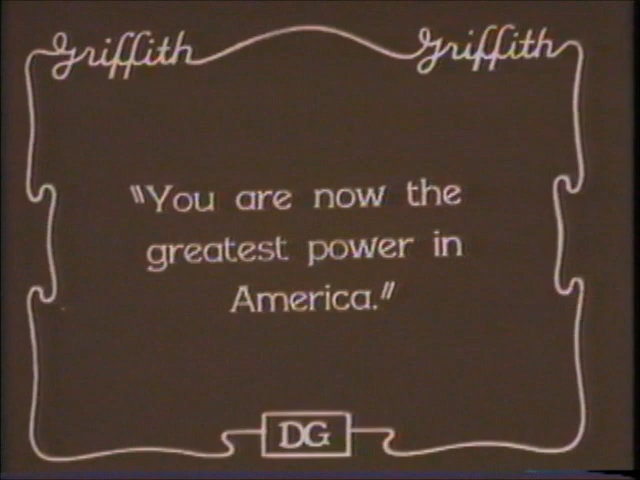 Griffith Griffith
"You are now the
greatest power in
America."
DG